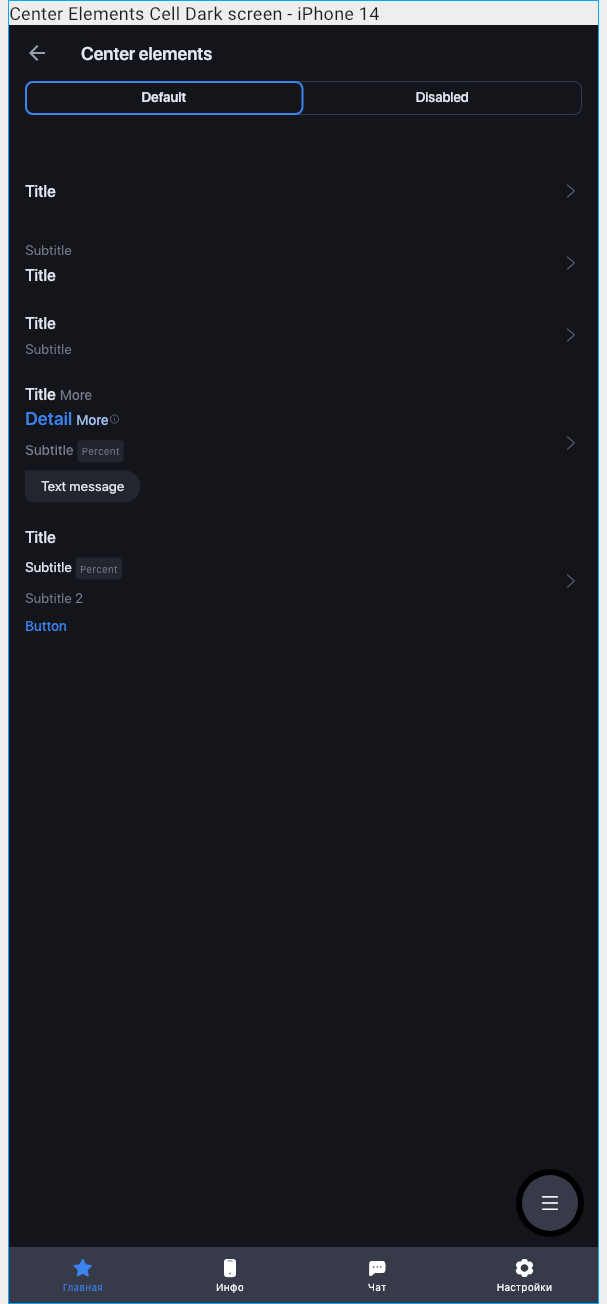 Center Elements Cell Dark screen - iPhone 14
Center elements
Default Disabled
Title
Subtitle
Title
Title
Subtitle
Title More
Detail More
Subtitle Percent
Text message
Title
Subtitle Percent
Subtitle 2
Button
Главная Инфо Чат Настройки